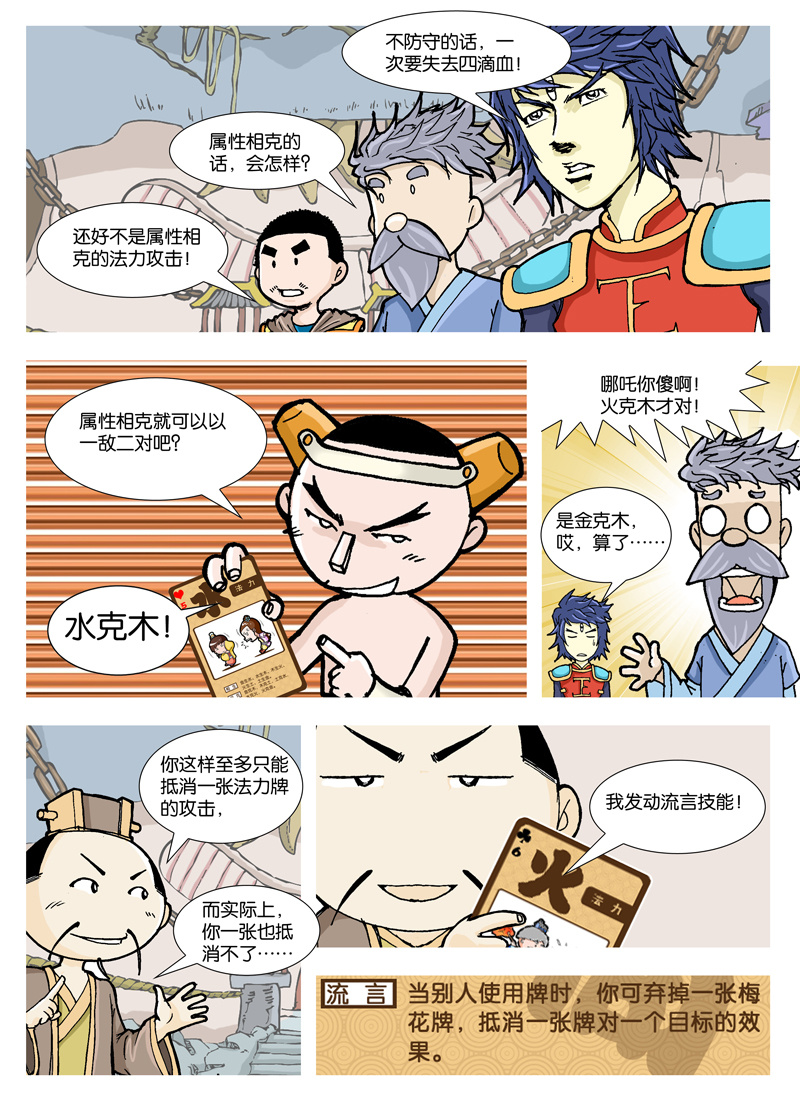 不防守的话，一
次要失去四滴血！
属性相克的
话，会怎样？
还好不是属性相
克的法力攻击！
王
属性相克就可以以
一敌二对吧？
水克木！
5
水
法力
哪吒你傻啊！
火克木才对！
是金克木，
哎，算了……
王
你这样至多只能
抵消一张法力牌
的攻击，
而实际上，
你一张也抵
消不了……
我发动流言技能！
火
法力
流 言
当别人使用牌时，你可弃掉一张梅
花牌，抵消一张牌对一个目标的效
果。